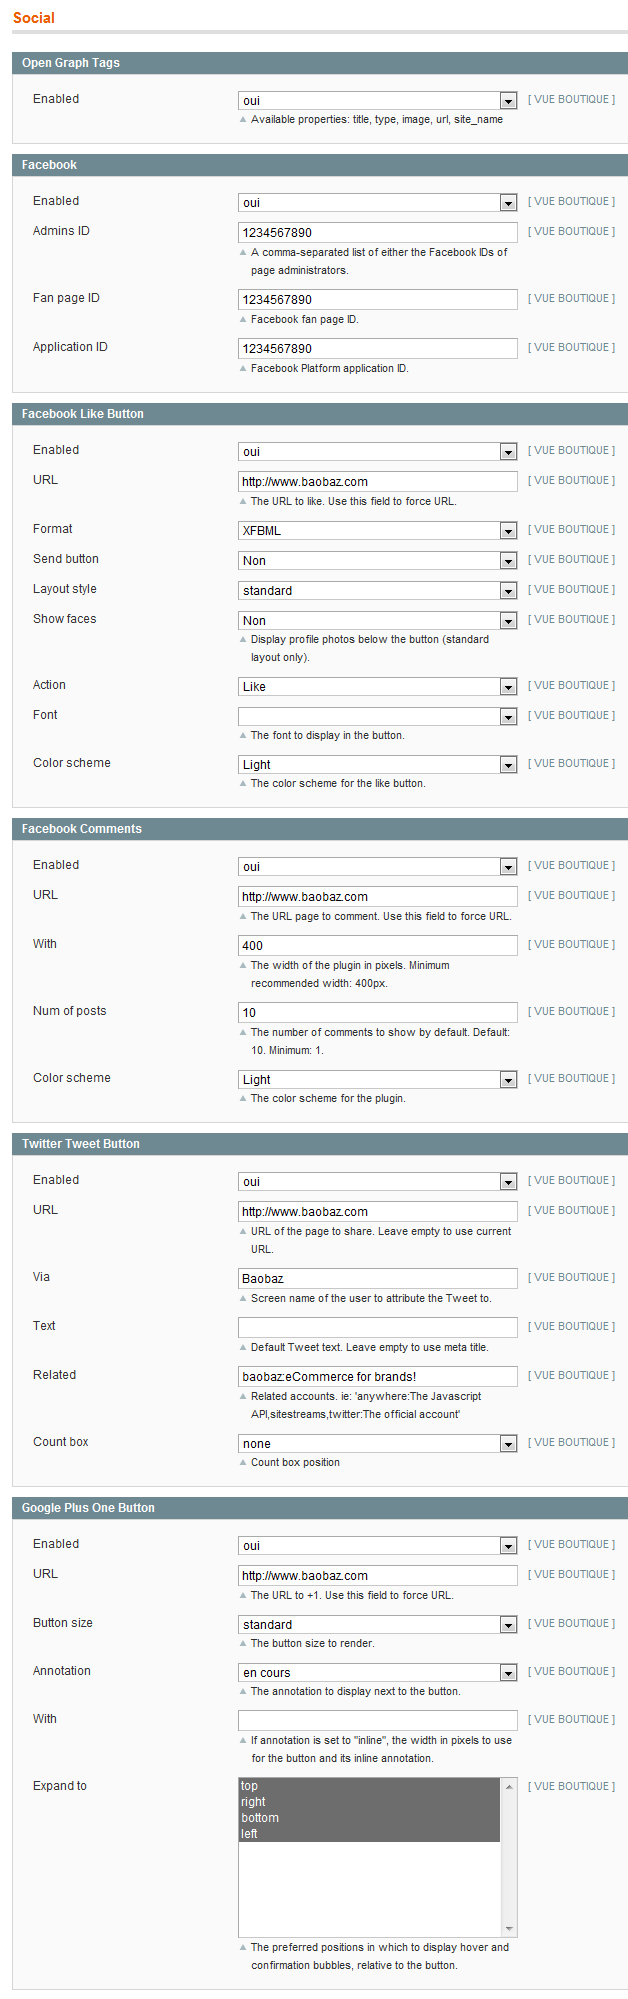 Social
Open Graph Tags
Enabled oui [ VUE BOUTIQUE ]
Available properties: title, type, image, url, site_name
Facebook
Enabled oui [ VUE BOUTIQUE ]
Admins ID 1234567890 [ VUE BOUTIQUE ]
A comma-separated list of either the Facebook IDs of
page administrators.
Fan page ID 1234567890 [ VUE BOUTIQUE ]
Facebook fan page ID.
Application ID 1234567890 [ VUE BOUTIQUE ]
Facebook Platform application ID.
Facebook Like Button
Enabled oui [ VUE BOUTIQUE ]
URL http://www.baobaz.com [ VUE BOUTIQUE ]
The URL to like. Use this field to force URL.
Format XFBML [ VUE BOUTIQUE ]
Send button Non [ VUE BOUTIQUE ]
Layout style standard [ VUE BOUTIQUE ]
Show faces Non [ VUE BOUTIQUE ]
Display profile photos below the button (standard
layout only).
Action Like [ VUE BOUTIQUE ]
Font [ VUE BOUTIQUE ]
The font to display in the button.
Color scheme Light [ VUE BOUTIQUE ]
The color scheme for the like button.
Facebook Comments
Enabled oui [ VUE BOUTIQUE ]
URL http://www.baobaz.com [ VUE BOUTIQUE ]
The URL page to comment. Use this field to force URL.
With 400 [ VUE BOUTIQUE ]
The width of the plugin in pixels. Minimum
recommended width: 400px.
Num of posts 10 [ VUE BOUTIQUE ]
The number of comments to show by default. Default:
10. Minimum: 1.
Color scheme Light [ VUE BOUTIQUE ]
The color scheme for the plugin.
Twitter Tweet Button
Enabled oui [ VUE BOUTIQUE ]
URL http://www.baobaz.com [ VUE BOUTIQUE ]
URL of the page to share. Leave empty to use current
URL.
Via Baobaz [ VUE BOUTIQUE ]
Screen name of the user to attribute the Tweet to.
Text [ VUE BOUTIQUE ]
Default Tweet text. Leave empty to use meta title.
Related baobaz:eCommerce for brands! [ VUE BOUTIQUE ]
Related accounts. ie: 'anywhere:The Javascript
API,sitestreams,twitter:The official account'
Count box none [ VUE BOUTIQUE ]
Count box position
Google Plus One Button
Enabled oui [ VUE BOUTIQUE ]
URL http://www.baobaz.com [ VUE BOUTIQUE ]
The URL to +1. Use this field to force URL.
Button size standard [ VUE BOUTIQUE ]
The button size to render.
Annotation en cours [ VUE BOUTIQUE ]
The annotation to display next to the button.
With [ VUE BOUTIQUE ]
If annotation is set to "inline", the width in pixels to use
for the button and its inline annotation.
Expand to top [ VUE BOUTIQUE ]
right
bottom
left
The preferred positions in which to display hover and
confirmation bubbles, relative to the button.